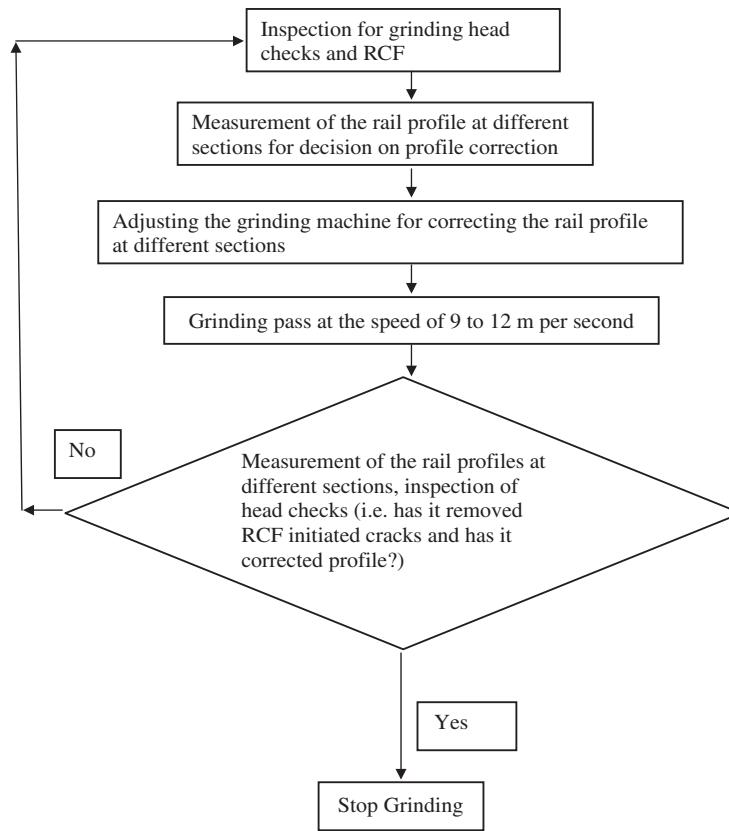 Inspection for grinding head
checks and RCF
Measurement of the rail profile at different
sections for decision on profile correction
Adjusting the grinding machine for correcting the rail profile
at different sections
Grinding pass at the speed of 9 to 12 m per second
No
Measurement of the rail profiles at
different sections, inspection of
head checks (i.e. has it removed
RCF initiated cracks and has it
corrected profile?)
Yes
Stop Grinding